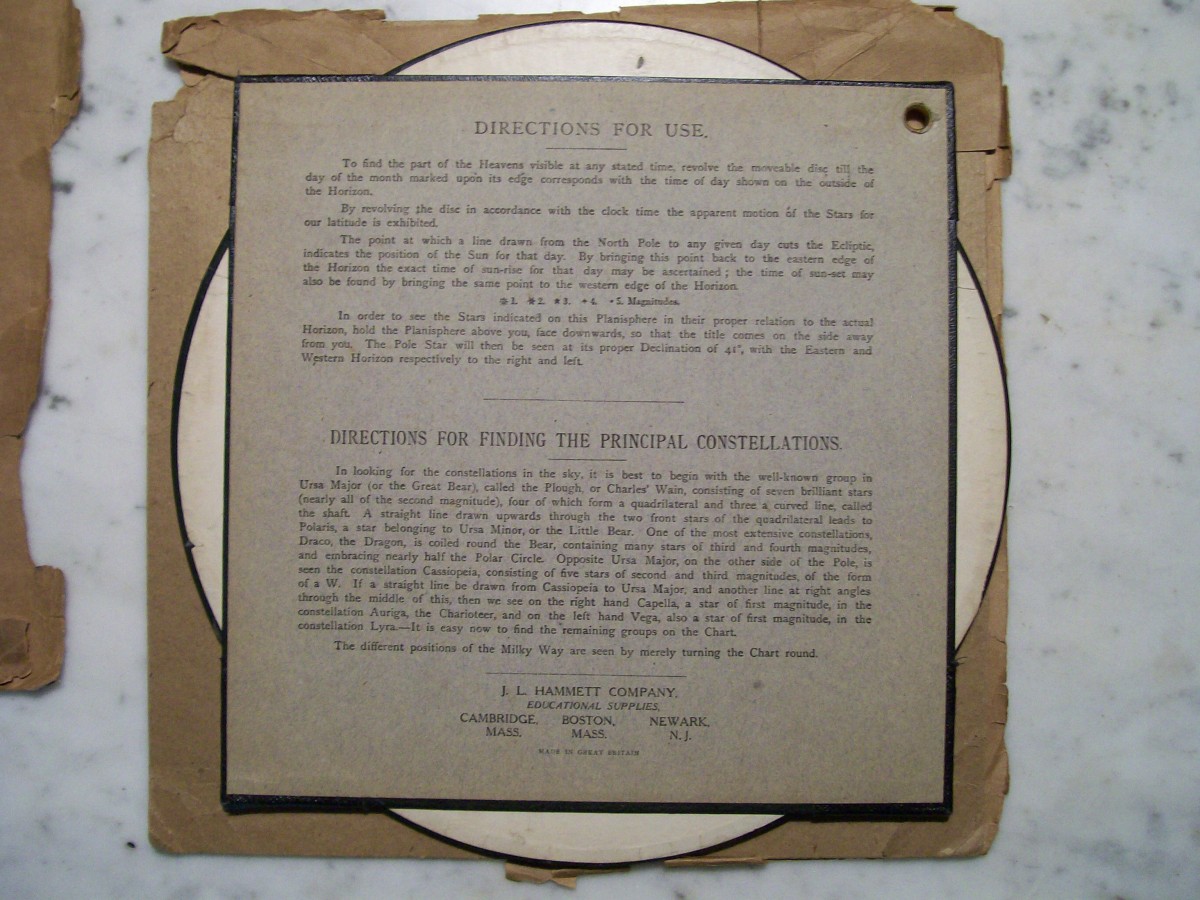 DIRECTIONS FOR USE.
To find the part of the Heavens visible at any stated time, revolve the moveable disc till the
day of the month marked upon its edge corresponds with the time of day shown on the outside of
the Horizon.
By revolving the disc in accordance with the clock time the apparent motion of the Stars for
our latitude is exhibited.
The point at which a line drawn from the North Pole to any given day cuts the Ecliptic,
indicates the position of the Sun for that day. By bringing this point back to the eastern edge of
the Horizon the exact time of sun-rise for that day may be ascertained; the time of sun-set may
also be found by bringing the same point to the western edge of the Horizon.
1. 2. 3. 4. 5. Magnitudes.
In order to see the Stars indicated on this Planisphere in their proper relation to the actual
Horizon, hold the Planisphere above you, face downwards, so that the title comes on the side away
from you. The Pole Star will then be seen at its proper Declination of 41°, with the Eastern and
Western Horizon respectively to the right and left.
DIRECTIONS FOR FINDING THE PRINCIPAL CONSTELLATIONS.
In looking for the constellations in the sky, it is best to begin with the well-known group in
Ursa Major (or the Great Bear), called the Plough, or Charles' Wain, consisting of seven brilliant stars
(nearly all of the second magnitude), four of which form a quadrilateral and three a curved line, called
the shaft. A straight line drawn upwards through the two front stars of the quadrilateral leads to
Polaris, a star belonging to Ursa Minor, or the Little Bear. One of the most extensive constellations,
Draco, the Dragon, is coiled round the Bear, containing many stars of third and fourth magnitudes,
and embracing nearly half the Polar Circle. Opposite Ursa Major, on the other side of the Pole, is
seen the constellation Cassiopeia, consisting of five stars of second and third magnitudes, of the form
of a W. If a straight line be drawn from Cassiopeia to Ursa Major, and another line at right angles
through the middle of this, then we see on the right hand Capella, a star of first magnitude, in the
constellation Auriga, the Charioteer, and on the left hand Vega, also a star of first magnitude, in the
constellation Lyra.—It is easy now to find the remaining groups on the Chart.
The different positions of the Milky Way are seen by merely turning the Chart round.
J. L. HAMMETT COMPANY,
EDUCATIONAL SUPPLIES,
CAMBRIDGE, BOSTON, NEWARK,
MASS. MASS. N. J.
MADE IN GREAT BRITAIN